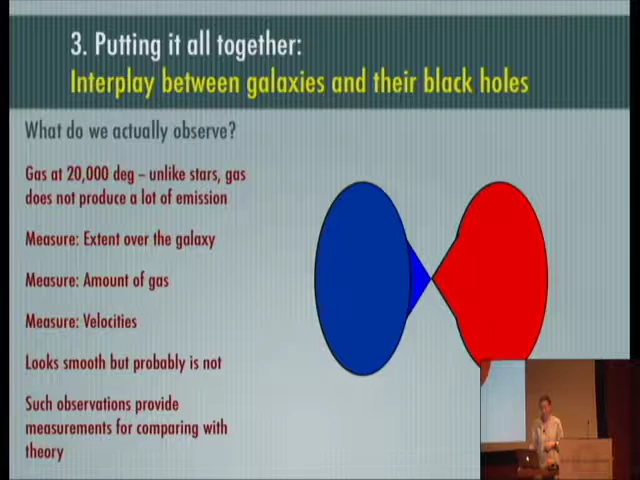 3. Putting it all together:
Interplay between galaxies and their black holes
What do we actually observe?
Gas at 20,000 deg – unlike stars, gas
does not produce a lot of emission
Measure: Extent over the galaxy
Measure: Amount of gas
Measure: Velocities
Looks smooth but probably is not
Such observations provide
measurements for comparing with
theory